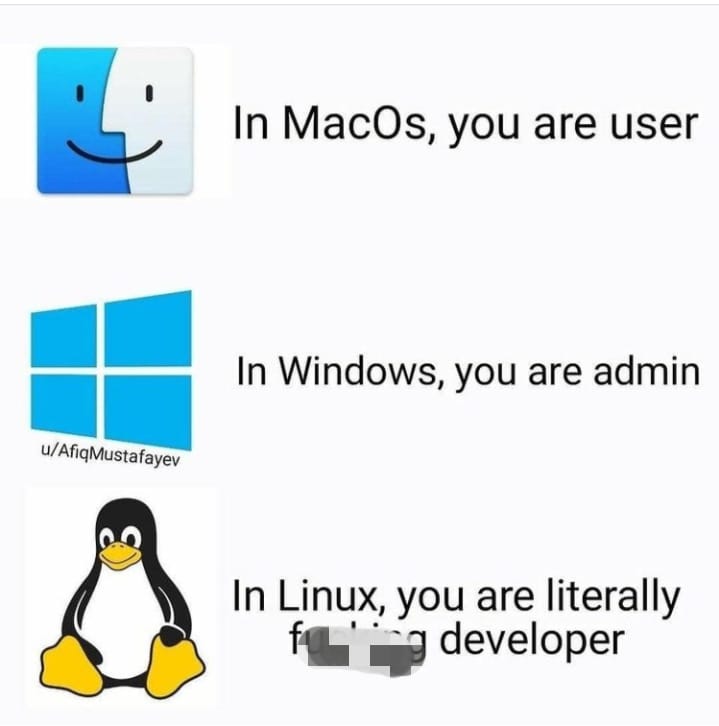 In MacOs, you are user
In Windows, you are admin
u/AfiqMustafayev
In Linux, you are literally
developer